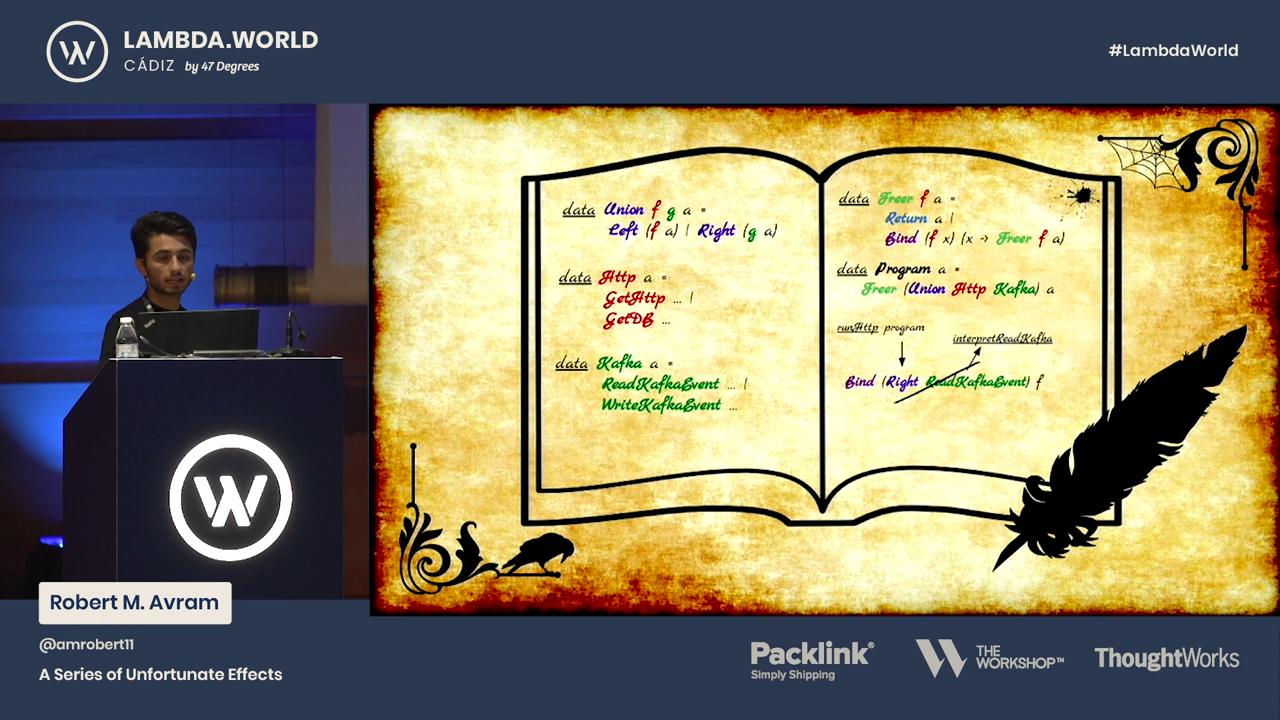 LAMBDA.WORLD
CÁDIZ by 47 Degrees
#LambdaWorld
data Union f g a =
Left (f a) | Right (g a)
data Http a =
GetHttp ... |
GetDB ...
data Kafka a =
ReadKafkaEvent ... |
WriteKafkaEvent ...
data Freer f a =
Return a |
Bind (f x) (x → Freer f a)
data Program a =
Freer (Union Http Kafka) a
runHttp program
interpretReadKafka
Bind (Right ReadKafkaEvent) f
Robert M. Avram
@amrobert11
A Series of Unfortunate Effects
Packlink®
Simply Shipping
THE
WORKSHOP™
ThoughtWorks